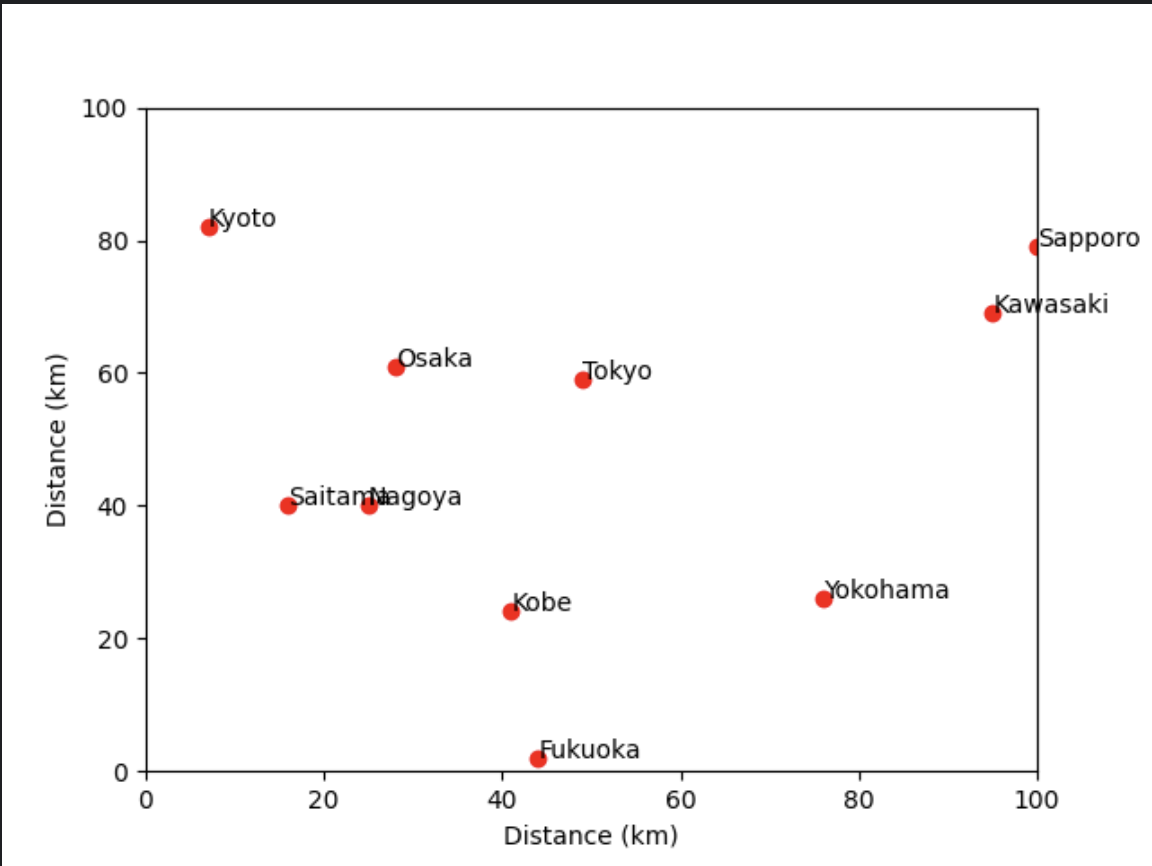 100
Kyoto
Sapporo
80
Kawasaki
Osaka
Tokyo
60
Distance (km)
Saitama
Nagoya
40
Yokohama
Kobe
20
Fukuoka
0
0 20 40 60 80 100
Distance (km)